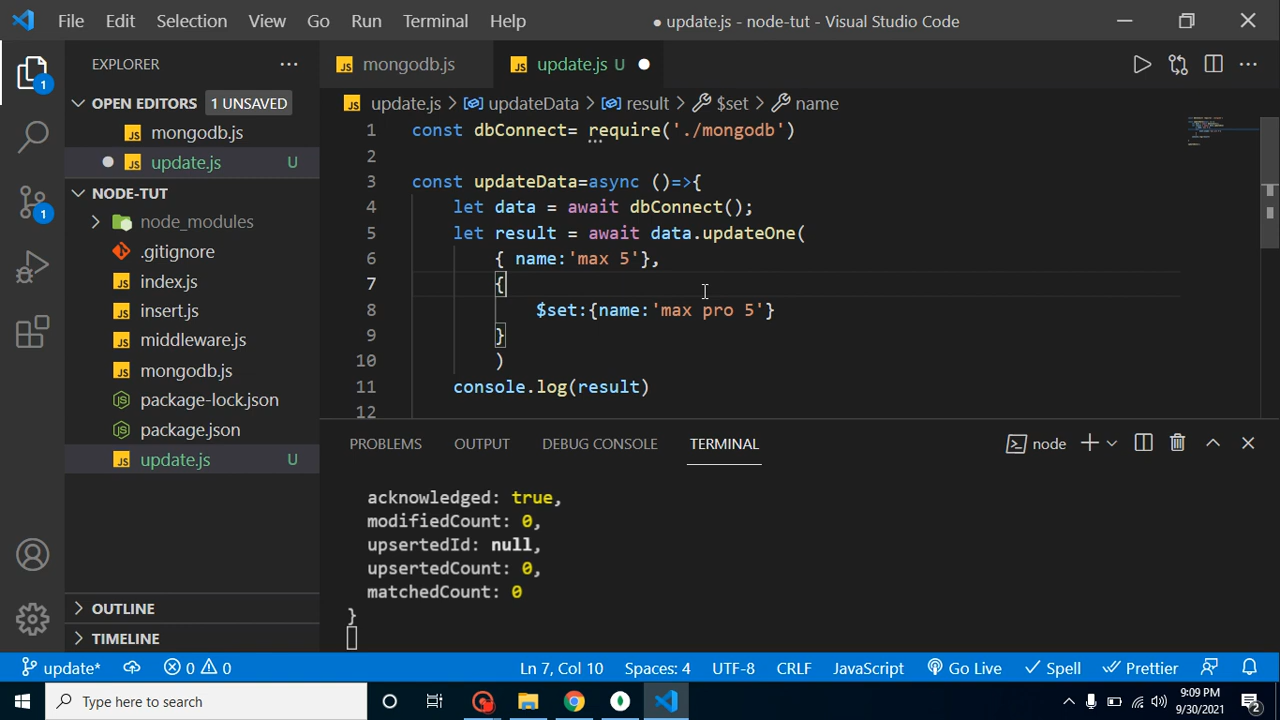 File Edit Selection View Go Run Terminal Help
● update.js - node-tut - Visual Studio Code
EXPLORER
OPEN EDITORS 1 UNSAVED
mongodb.js
update.js U
NODE-TUT
node_modules
.gitignore
index.js
insert.js
middleware.js
mongodb.js
package-lock.json
package.json
update.js U
OUTLINE
TIMELINE
1
1
mongodb.js
update.js U
update.js > updateData > result > $set > name
1 const dbConnect= require('./mongodb')
2
3 const updateData=async ()=>{
4 let data = await dbConnect();
5 let result = await data.updateOne(
6 { name:'max 5'},
7 {
8 $set:{name:'max pro 5'}
9 }
10 )
11 console.log(result)
12
PROBLEMS OUTPUT DEBUG CONSOLE TERMINAL
node
acknowledged: true,
modifiedCount: 0,
upsertedId: null,
upsertedCount: 0,
matchedCount: 0
}
update* 0 0 Ln 7, Col 10 Spaces: 4 UTF-8 CRLF JavaScript Go Live Spell Prettier
Type here to search
9:09 PM
9/30/2021
2